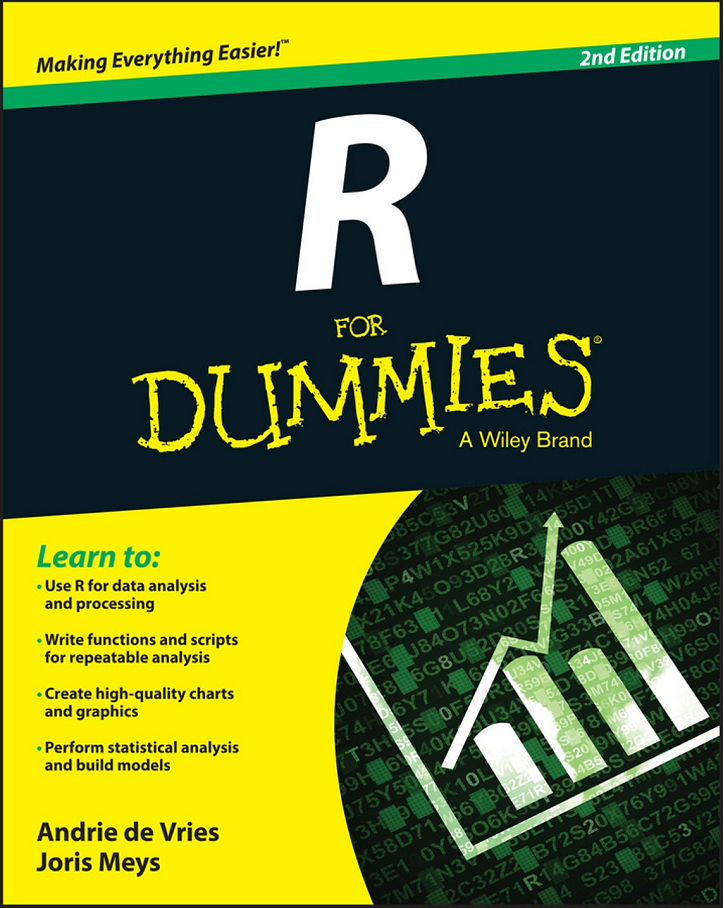 Making Everything Easier!™
2nd Edition
R
FOR
DUMMIES®
A Wiley Brand
Learn to:
• Use R for data analysis
and processing
• Write functions and scripts
for repeatable analysis
• Create high-quality charts
and graphics
• Perform statistical analysis
and build models
Andrie de Vries
Joris Meys